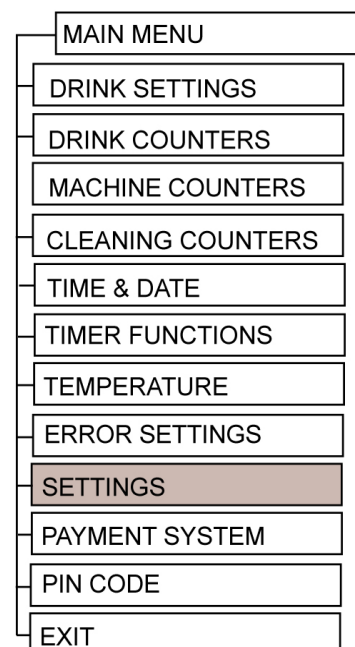 MAIN MENU
DRINK SETTINGS
DRINK COUNTERS
MACHINE COUNTERS
CLEANING COUNTERS
TIME & DATE
TIMER FUNCTIONS
TEMPERATURE
ERROR SETTINGS
SETTINGS
PAYMENT SYSTEM
PIN CODE
EXIT